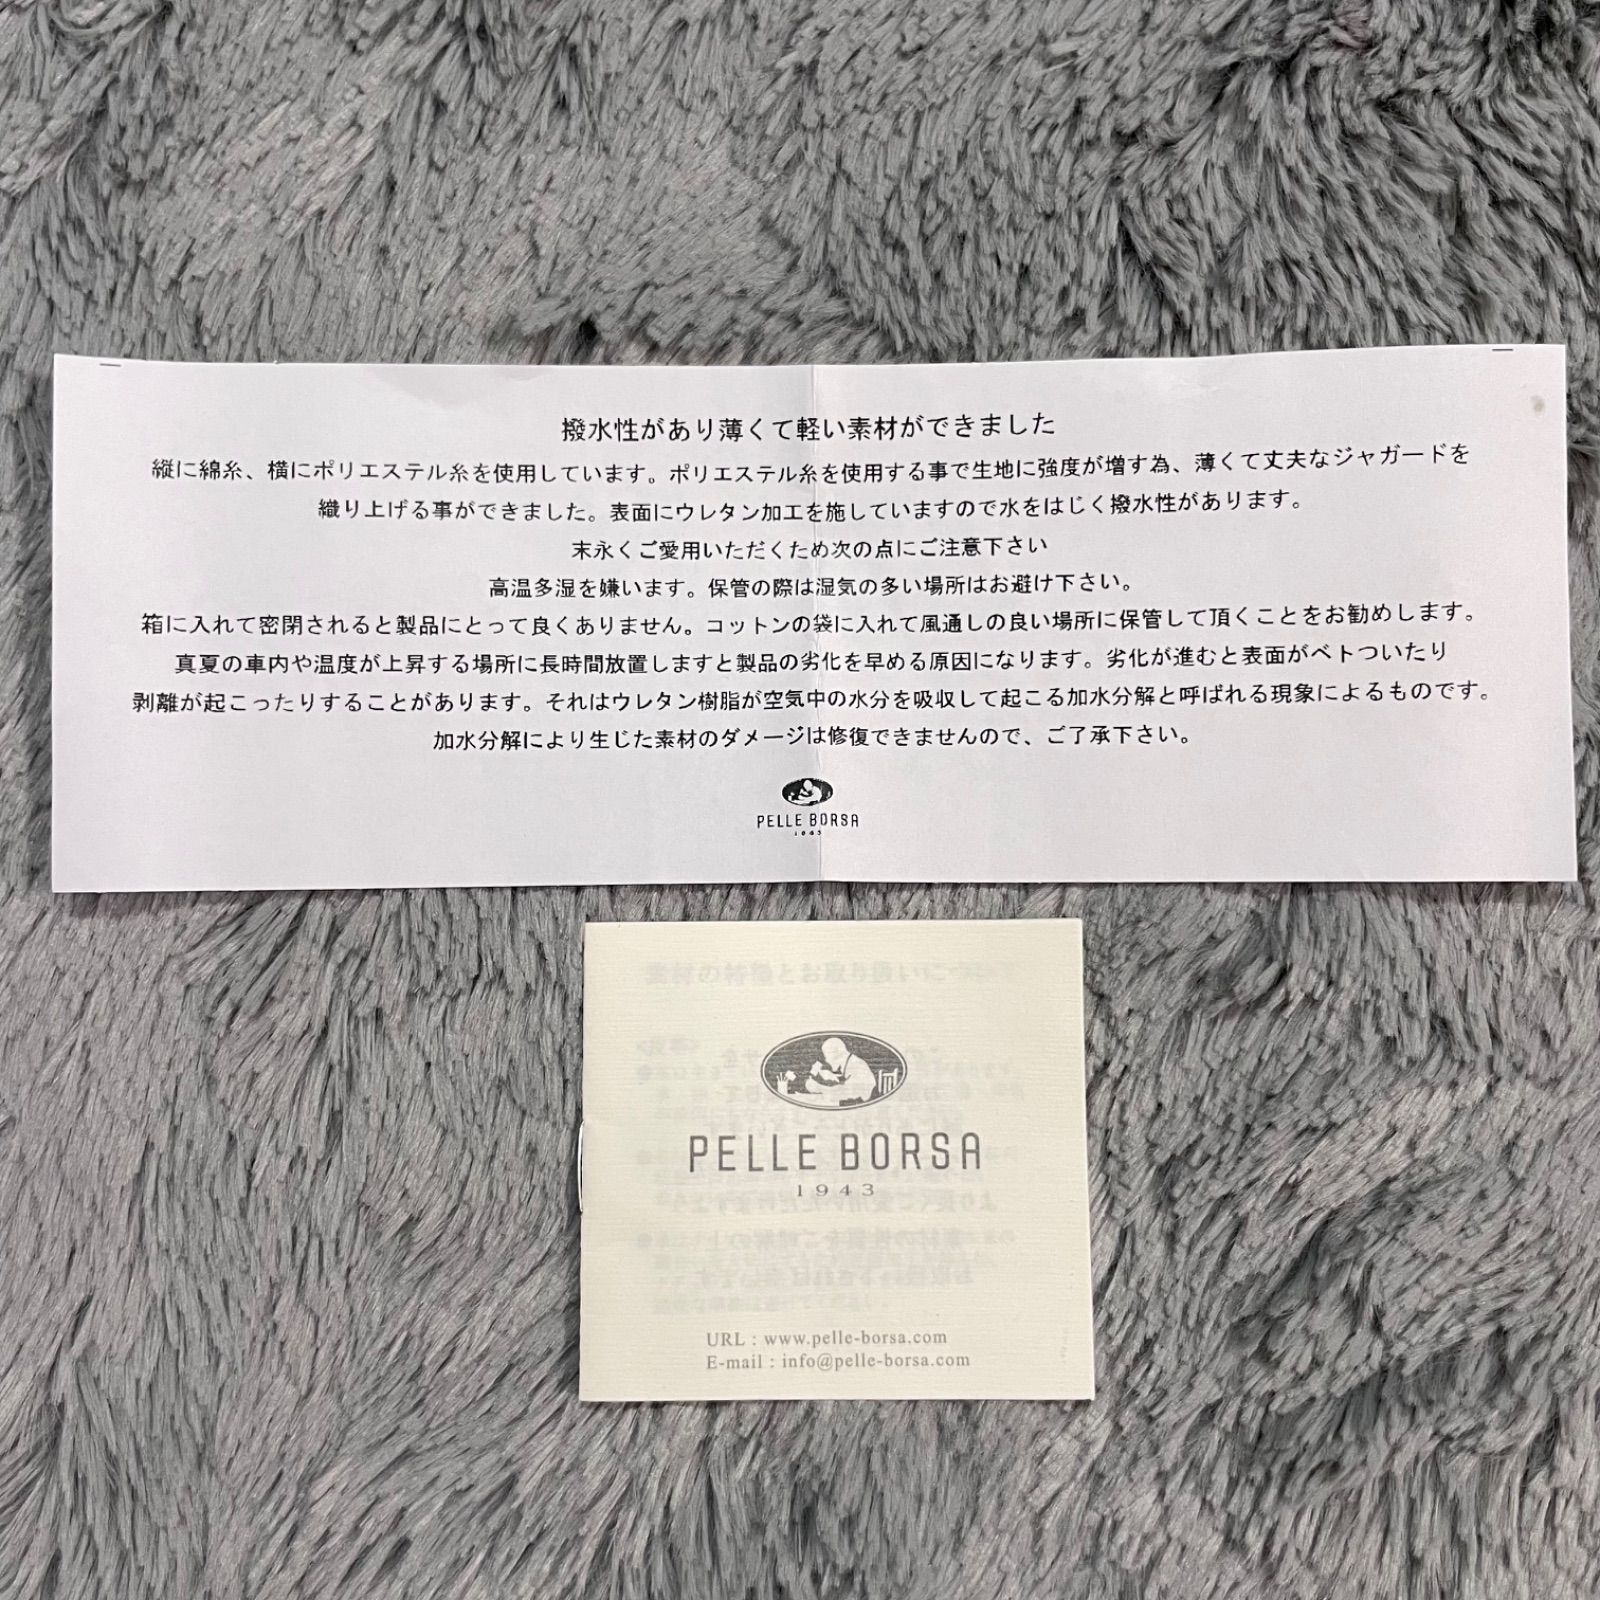 撥水性があり薄くて軽い素材ができました
縦に綿糸、横にポリエステル糸を使用しています。ポリエステル糸を使用する事で生地に強度が増す為、薄くて丈夫なジャガードを
織り上げる事ができました。表面にウレタン加工を施していますので水をはじく撥水性があります。
末永くご愛用いただくため次の点にご注意下さい
高温多湿を嫌います。保管の際は湿気の多い場所はお避け下さい。
箱に入れて密閉されると製品にとって良くありません。コットンの袋に入れて風通しの良い場所に保管して頂くことをお勧めします。
真夏の車内や温度が上昇する場所に長時間放置しますと製品の劣化を早める原因になります。劣化が進むと表面がベトついたり
剥離が起こったりすることがあります。それはウレタン樹脂が空気中の水分を吸収して起こる加水分解と呼ばれる現象によるものです。
加水分解により生じた素材のダメージは修復できませんので、ご了承下さい。
PELLE BORSA
1943
素材の特徴とお取り扱いについて
PELLE BORSA
1943
URL : www.pelle-borsa.com
E-mail : info@pelle-borsa.com